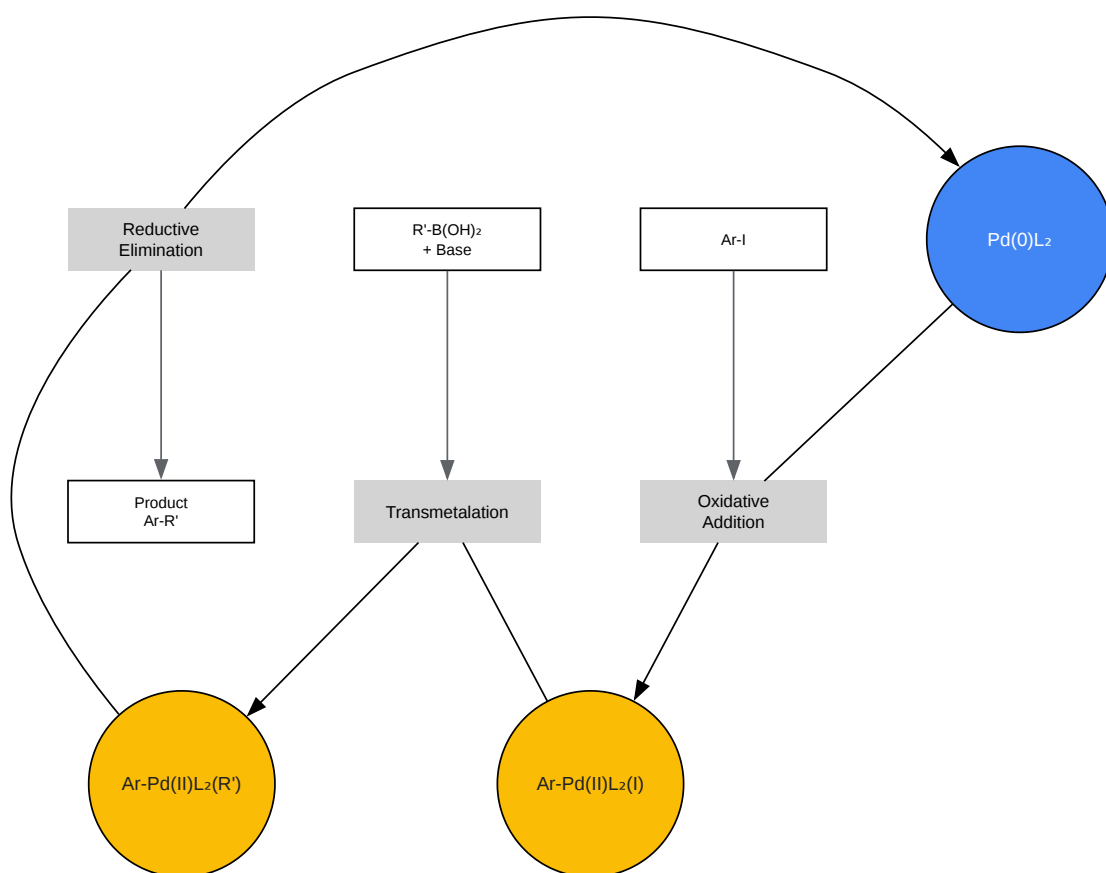 Reductive
Elimination
R'-B(OH)₂
+ Base
Ar-I
Pd(0)L₂
Product
Ar-R'
Transmetalation
Oxidative
Addition
Ar-Pd(II)L₂(R')
Ar-Pd(II)L₂(I)